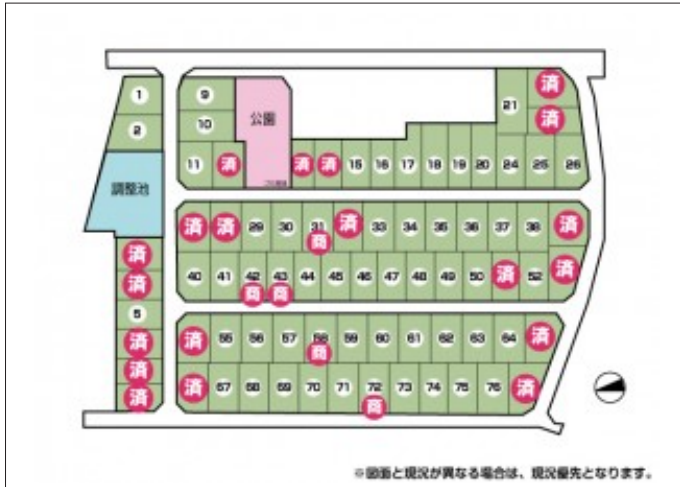 1
2
調整池
済
済
5
済
済
済
9
10
公園
11
済
済
済
15
16
17
18
19
20
21
済
済
24
25
26
済
済
29
30
31
商
済
33
34
35
36
37
38
済
40
41
42
商
43
商
44
45
46
47
48
49
50
済
52
済
済
55
56
57
58
商
59
60
61
62
63
64
済
済
67
68
69
70
71
72
商
73
74
75
76
済
※図面と現況が異なる場合は、現況優先となります。